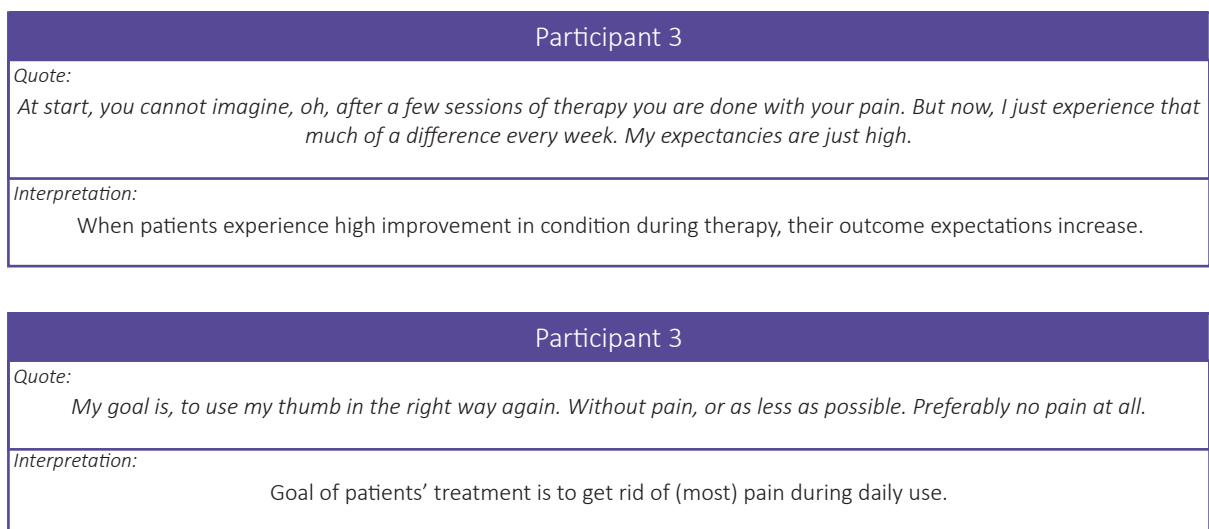 Participant 3
Quote:
At start, you cannot imagine, oh, after a few sessions of therapy you are done with your pain. But now, I just experience that
much of a difference every week. My expectancies are just high.
Interpretation:
When patients experience high improvement in condition during therapy, their outcome expectations increase.
Participant 3
Quote:
My goal is, to use my thumb in the right way again. Without pain, or as less as possible. Preferably no pain at all.
Interpretation:
Goal of patients’ treatment is to get rid of (most) pain during daily use.